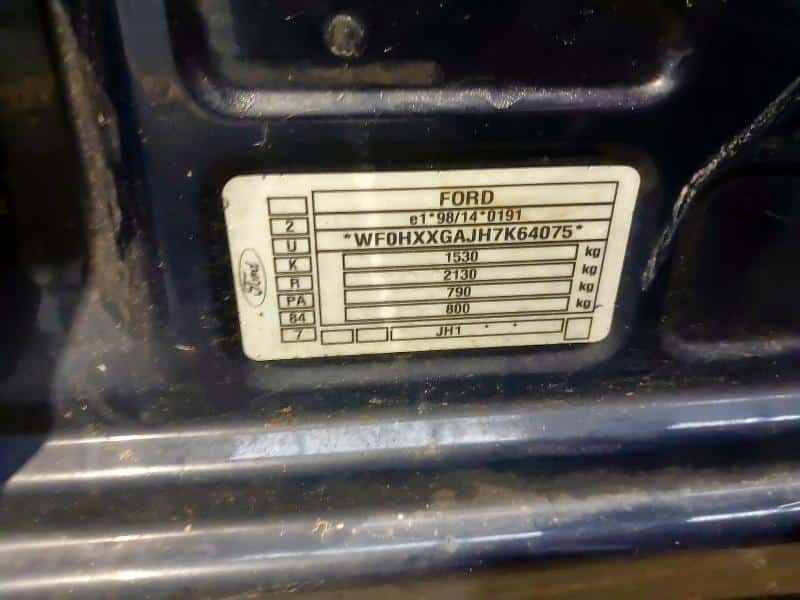 FORD
e1*98/14*0191
*WF0HXXGAJH7K64075*
1530 kg
2130 kg
790 kg
800 kg
JH1
2
U
K
R
PA
84
7
Ford